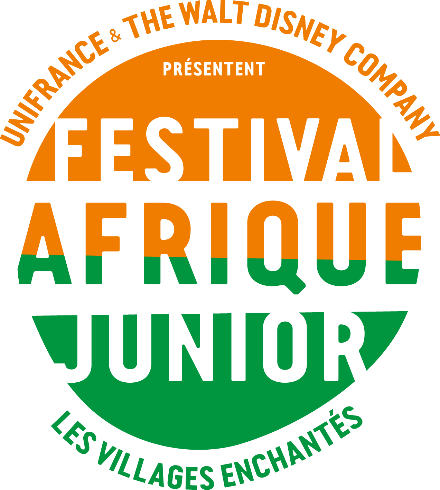 UNIFRANCE & THE WALT DISNEY COMPANY
PRÉSENTENT
FESTIVAL
AFRIQUE
JUNIOR
LES VILLAGES ENCHANTÉS